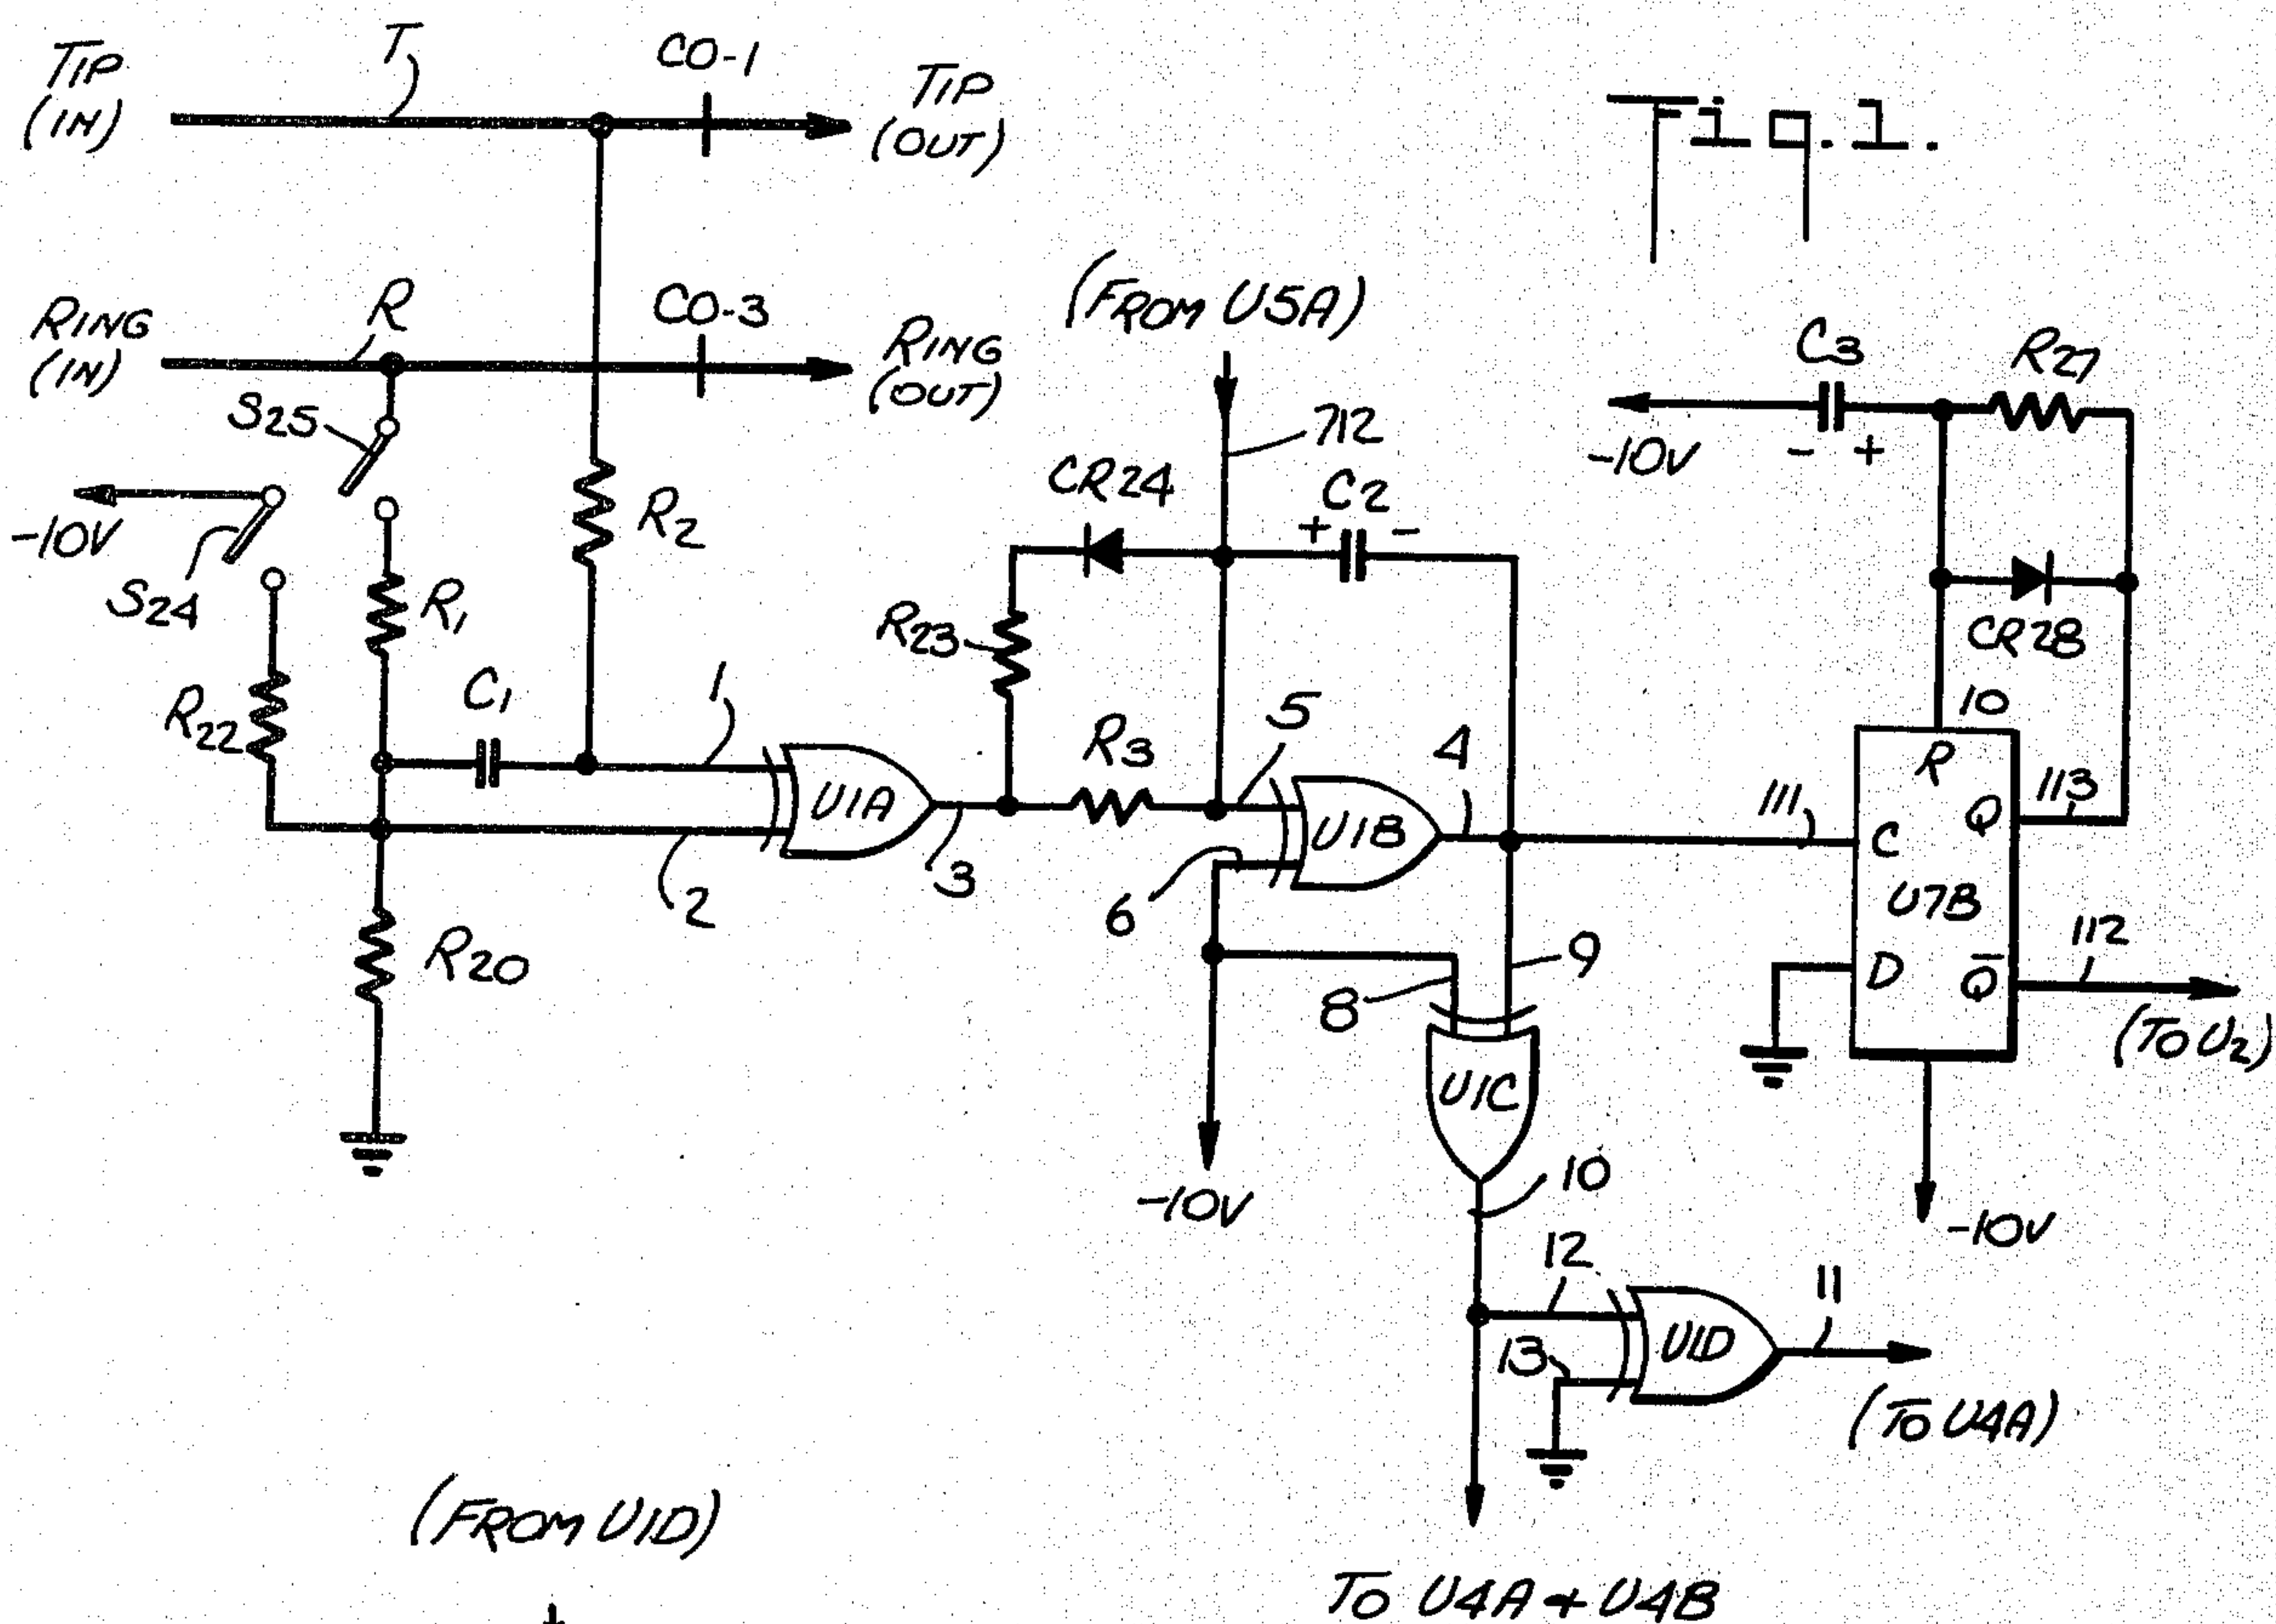 TIP
(IN)
T
CO-1
TIP
(OUT)
Fig.1.
RING
(IN)
R
CO-3
RING
(OUT)
(FROM U5A)
S25
-10V
S24
R2
R1
R22
C1
1
2
R20
U1A
3
CR24
712
C2
+ -
R23
R3
5
6
U1B
4
-10V
8
9
U1C
10
12
13
U1D
11
(TO U4A)
TO U4A + U4B
C3
R27
-10V
- +
CR28
10
R
Q
113
111
C
U7B
D
Q̅
112
(TO U2)
-10V
(FROM U1D)